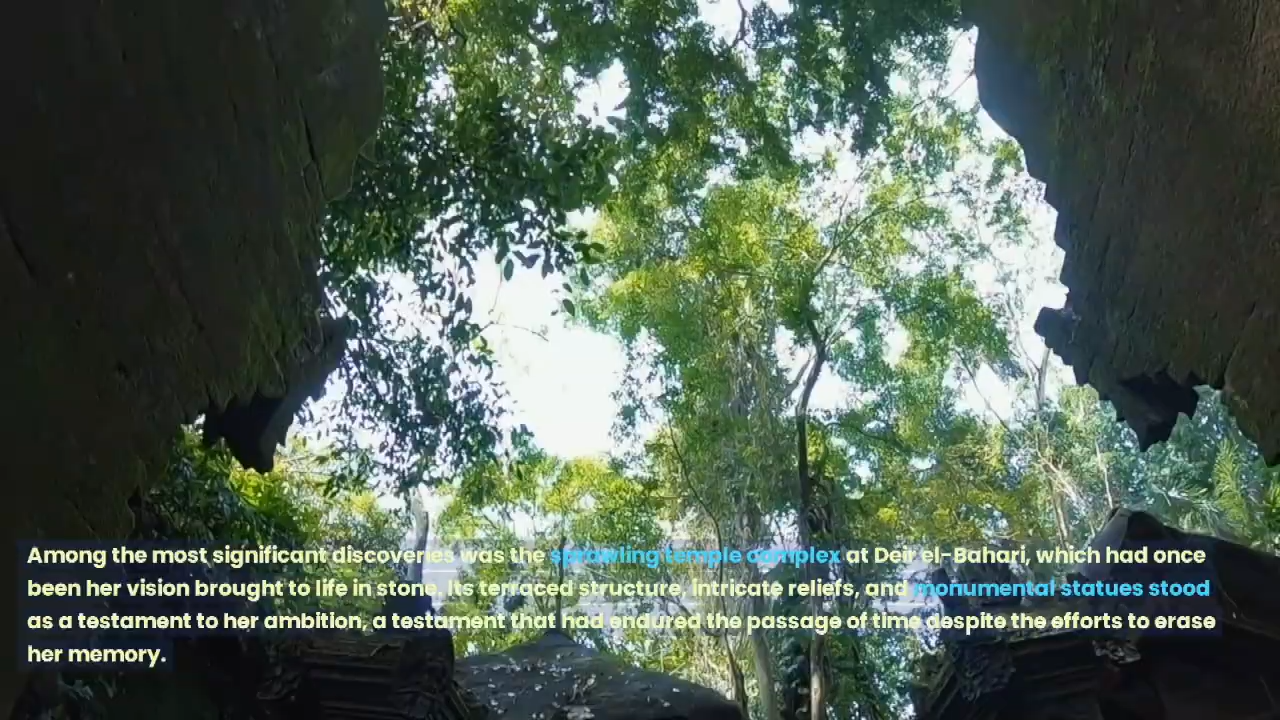 Among the most significant discoveries was the sprawling temple complex at Deir el-Bahari, which had once
been her vision brought to life in stone. Its terraced structure, intricate reliefs, and monumental statues stood
as a testament to her ambition, a testament that had endured the passage of time despite the efforts to erase
her memory.